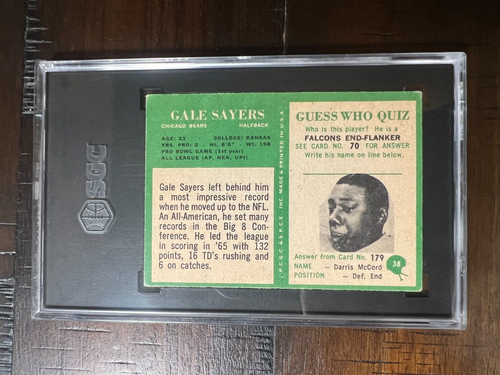 SGC
GALE SAYERS
CHICAGO BEARS HALFBACK
AGE: 23 COLLEGE: KANSAS
YRS. PRO: 2 - HT. 6'0" - WT. 198
PRO BOWL GAME (1st year)
ALL LEAGUE (AP, NEA, UPI)
Gale Sayers left behind him
a most impressive record
when he moved up to the NFL.
An All-American, he set many
records in the Big 8 Con-
ference. He led the league
in scoring in '65 with 132
points, 16 TD's rushing and
6 on catches.
P.C.G.C. & S.P.C.E. INC. MADE & PRINTED IN U.S.A.
GUESS WHO QUIZ
Who is this player? He is a
FALCONS END-FLANKER
SEE CARD NO. 70 FOR ANSWER
Write his name on line below.
Answer from Card No. 179
NAME — Darris McCord
POSITION — Def. End
38